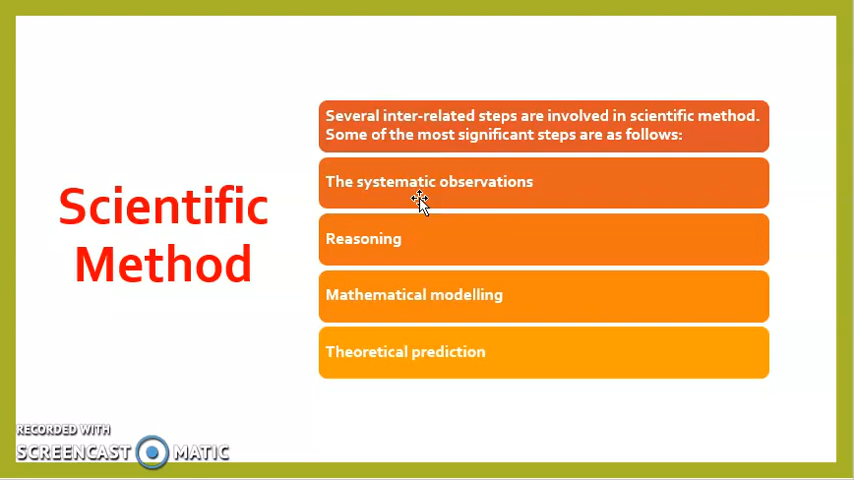 Scientific
Method
Several inter-related steps are involved in scientific method.
Some of the most significant steps are as follows:
The systematic observations
Reasoning
Mathematical modelling
Theoretical prediction
RECORDED WITH
SCREENCAST MATIC